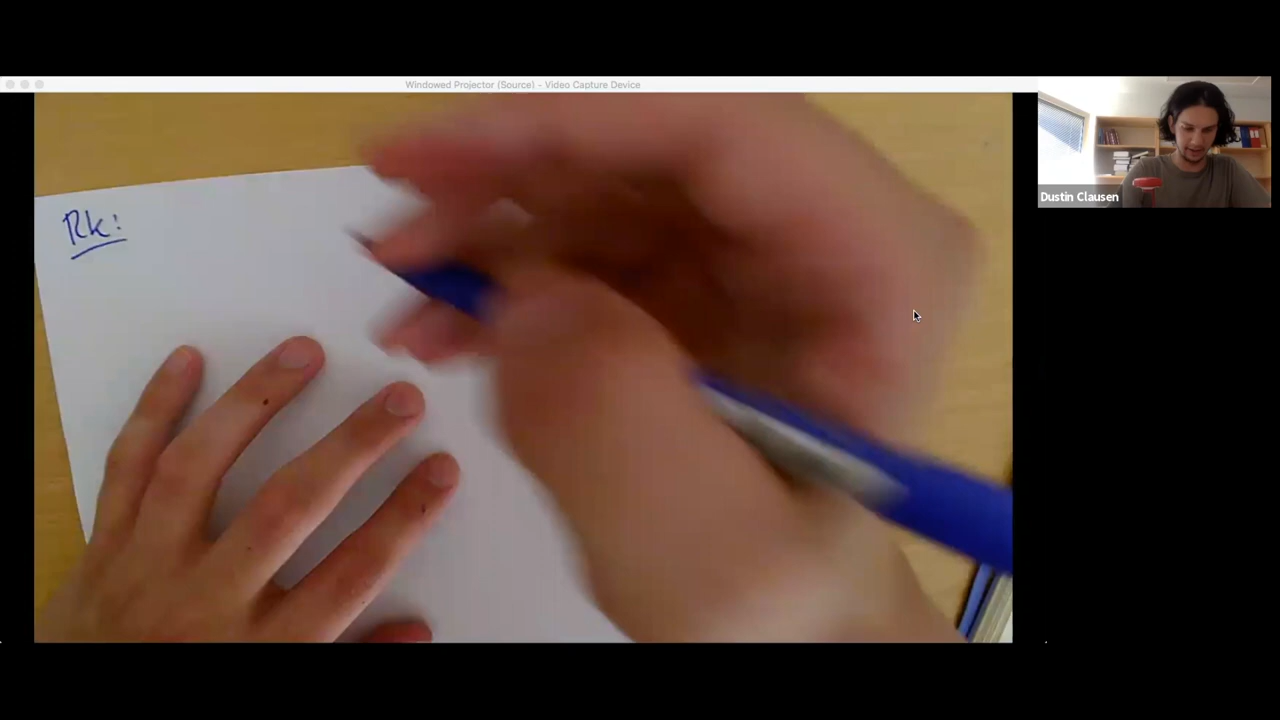 Windowed Projector (Source) - Video Capture Device
Rk:
Dustin Clausen